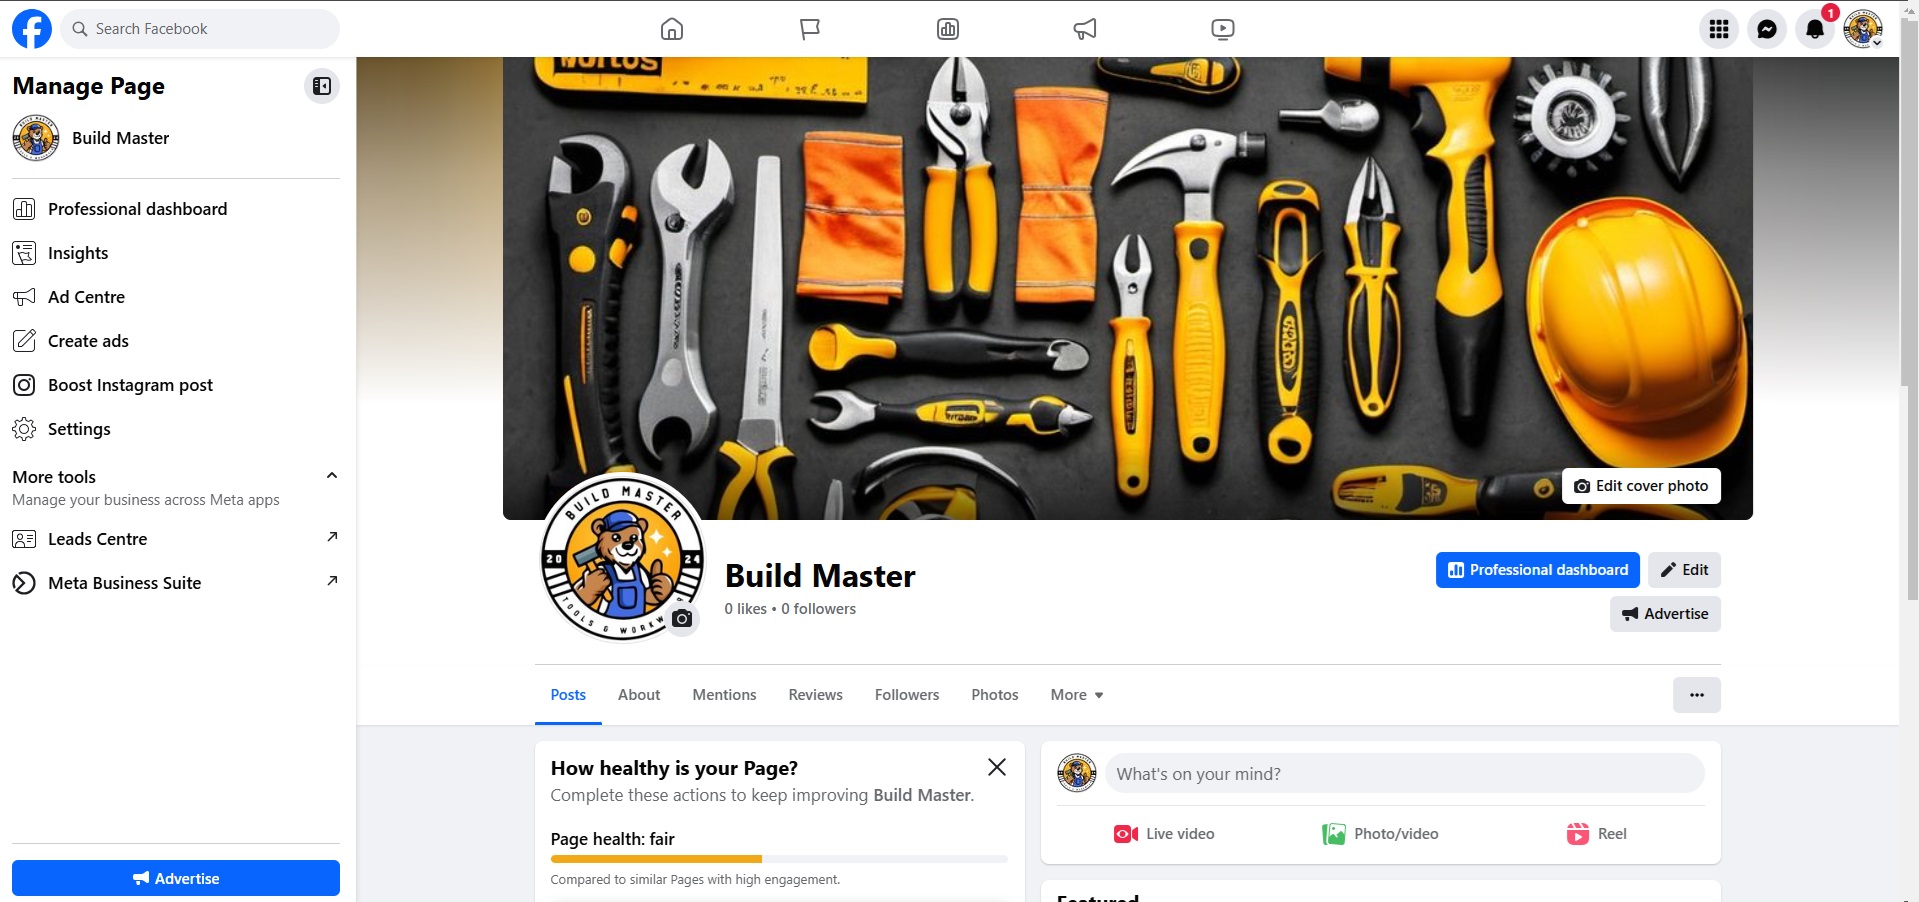 Search Facebook
1
Manage Page
Build Master
Professional dashboard
Insights
Ad Centre
Create ads
Boost Instagram post
Settings
More tools
Manage your business across Meta apps
Leads Centre
Meta Business Suite
Advertise
Edit cover photo
BUILD MASTER
20 24
Build Master
0 likes • 0 followers
Professional dashboard
Edit
Advertise
Posts
About
Mentions
Reviews
Followers
Photos
More
How healthy is your Page?
Complete these actions to keep improving Build Master.
Page health: fair
Compared to similar Pages with high engagement.
What's on your mind?
Live video
Photo/video
Reel
Featured